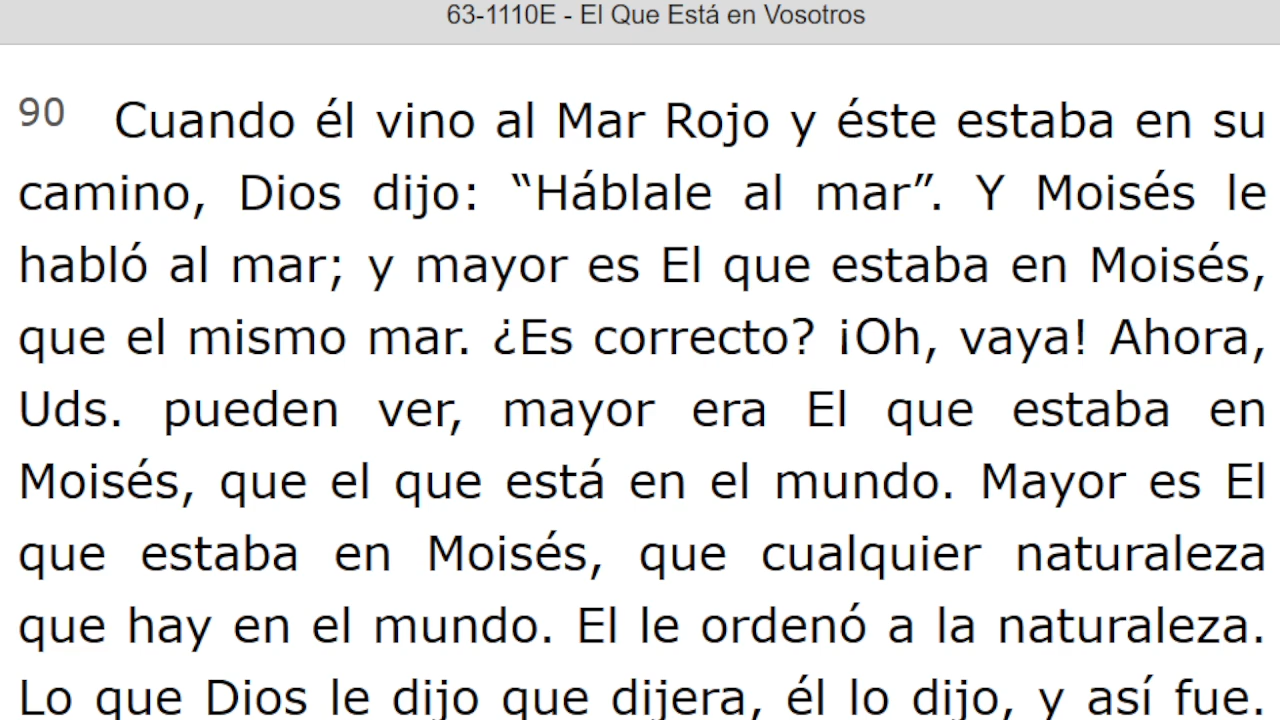 63-1110E - El Que Está en Vosotros
90 Cuando él vino al Mar Rojo y éste estaba en su
camino, Dios dijo: “Háblale al mar”. Y Moisés le
habló al mar; y mayor es El que estaba en Moisés,
que el mismo mar. ¿Es correcto? ¡Oh, vaya! Ahora,
Uds. pueden ver, mayor era El que estaba en
Moisés, que el que está en el mundo. Mayor es El
que estaba en Moisés, que cualquier naturaleza
que hay en el mundo. El le ordenó a la naturaleza.
Lo que Dios le dijo que dijera, él lo dijo, y así fue.